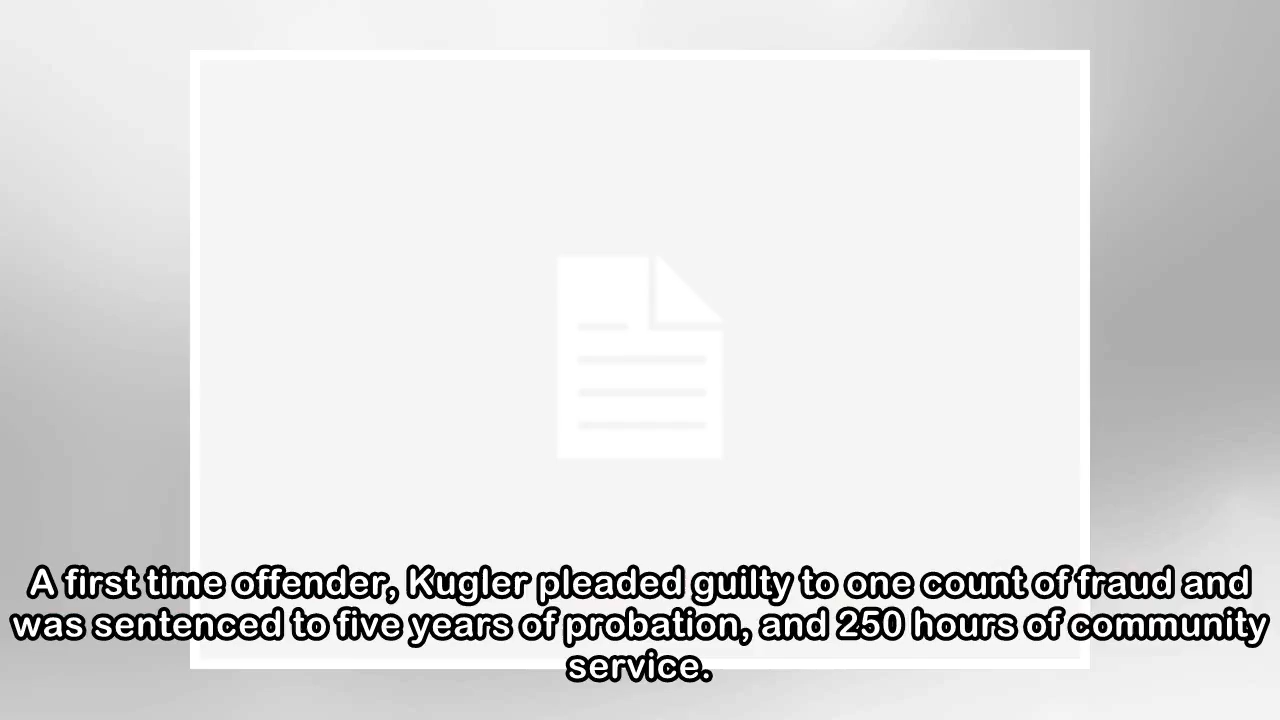 A first time offender, Kugler pleaded guilty to one count of fraud and
was sentenced to five years of probation, and 250 hours of community
service.